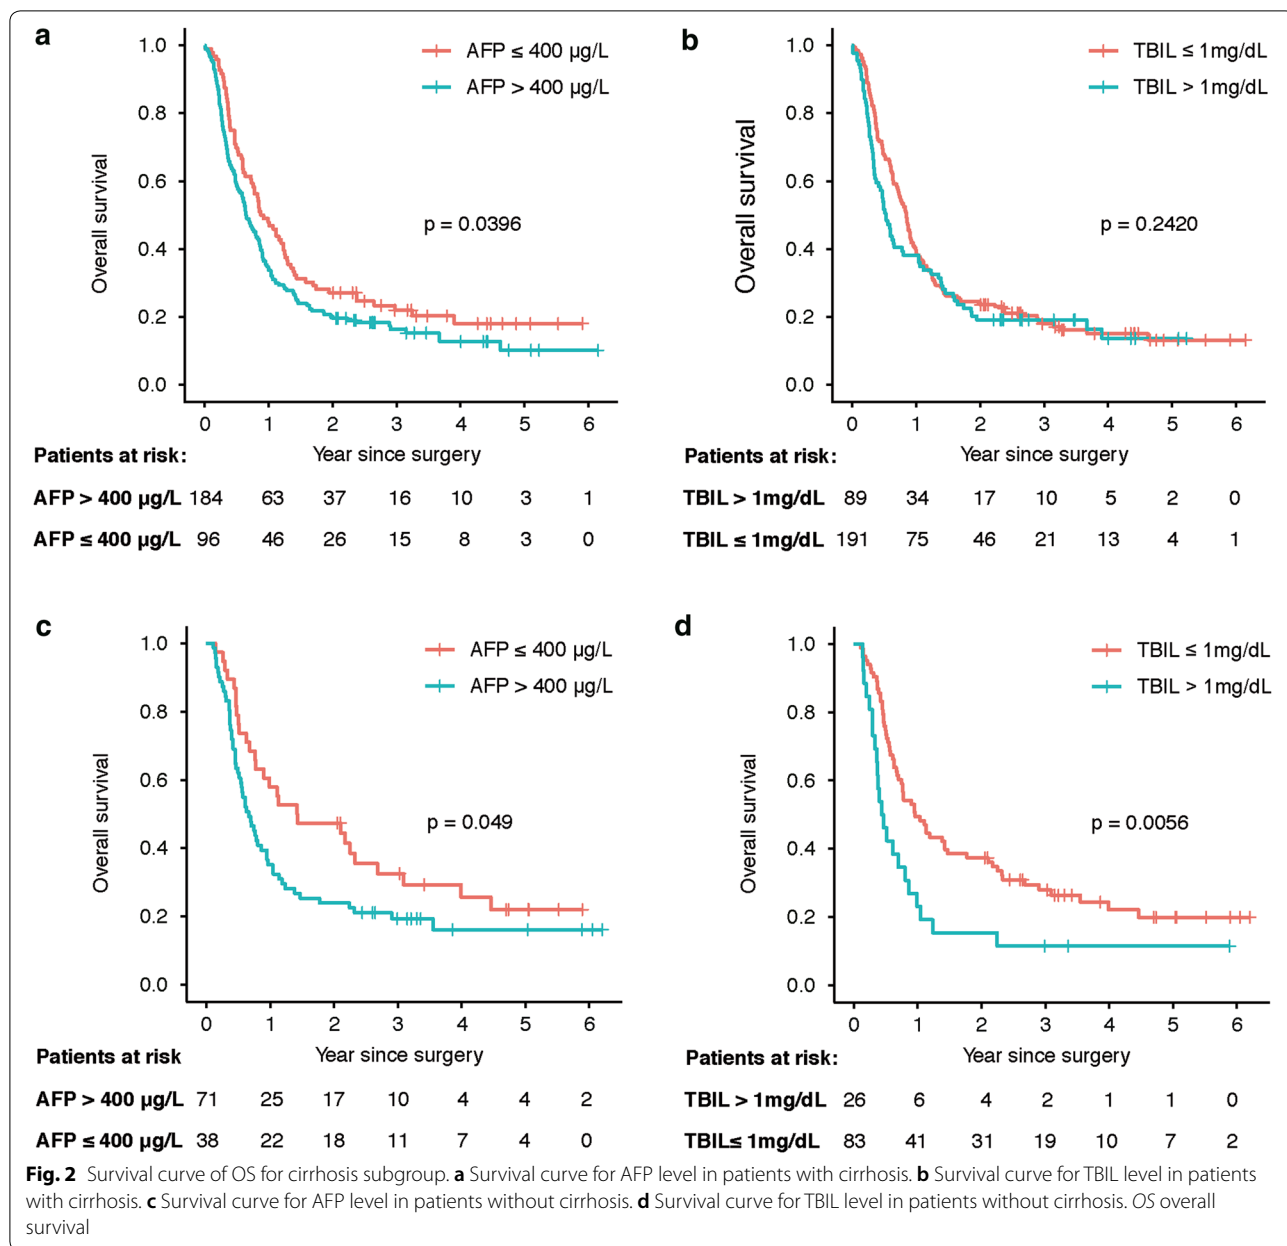 a
AFP ≤ 400 µg/L
AFP > 400 µg/L
1.0
0.8
0.6
0.4
0.2
0.0
Overall survival
p = 0.0396
0 1 2 3 4 5 6
Patients at risk: Year since surgery
AFP > 400 µg/L 184 63 37 16 10 3 1
AFP ≤ 400 µg/L 96 46 26 15 8 3 0
b
TBIL ≤ 1mg/dL
TBIL > 1mg/dL
1.0
0.8
0.6
0.4
0.2
0.0
Overall survival
p = 0.2420
0 1 2 3 4 5 6
Patients at risk: Year since surgery
TBIL > 1mg/dL 89 34 17 10 5 2 0
TBIL ≤ 1mg/dL 191 75 46 21 13 4 1
c
AFP ≤ 400 µg/L
AFP > 400 µg/L
1.0
0.8
0.6
0.4
0.2
0.0
Overall survival
p = 0.049
0 1 2 3 4 5 6
Patients at risk Year since surgery
AFP > 400 µg/L 71 25 17 10 4 4 2
AFP ≤ 400 µg/L 38 22 18 11 7 4 0
d
TBIL ≤ 1mg/dL
TBIL > 1mg/dL
1.0
0.8
0.6
0.4
0.2
0.0
Overall survival
p = 0.0056
0 1 2 3 4 5 6
Patients at risk: Year since surgery
TBIL > 1mg/dL 26 6 4 2 1 1 0
TBIL≤ 1mg/dL 83 41 31 19 10 7 2
Fig. 2 Survival curve of OS for cirrhosis subgroup. a Survival curve for AFP level in patients with cirrhosis. b Survival curve for TBIL level in patients
with cirrhosis. c Survival curve for AFP level in patients without cirrhosis. d Survival curve for TBIL level in patients without cirrhosis. OS overall
survival